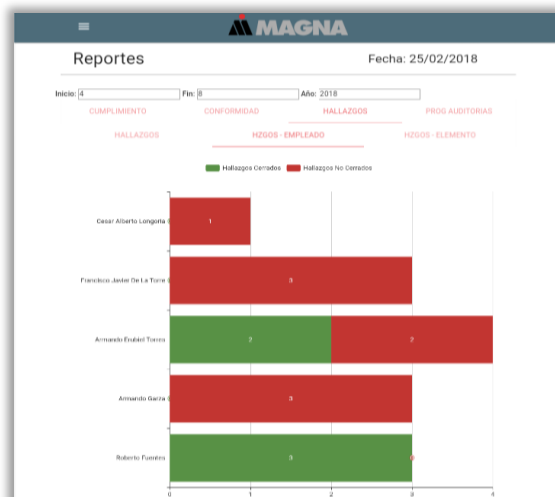 MAGNA
Reportes Fecha: 25/02/2018
Inicio: 4 Fin: 8 Año: 2018
CUMPLIMIENTO CONFORMIDAD HALLAZGOS PROG AUDITORIAS
HALLAZGOS HZGOS - EMPLEADO HZGOS - ELEMENTO
Hallazgos Cerrados Hallazgos No Cerrados
Cesar Alberto Longoria 1
Francisco Javier De La Torre 3
Armando Erubiel Torres 2 2
Armando Garza 3
Roberto Fuentes 3 0
0 1 2 3 4